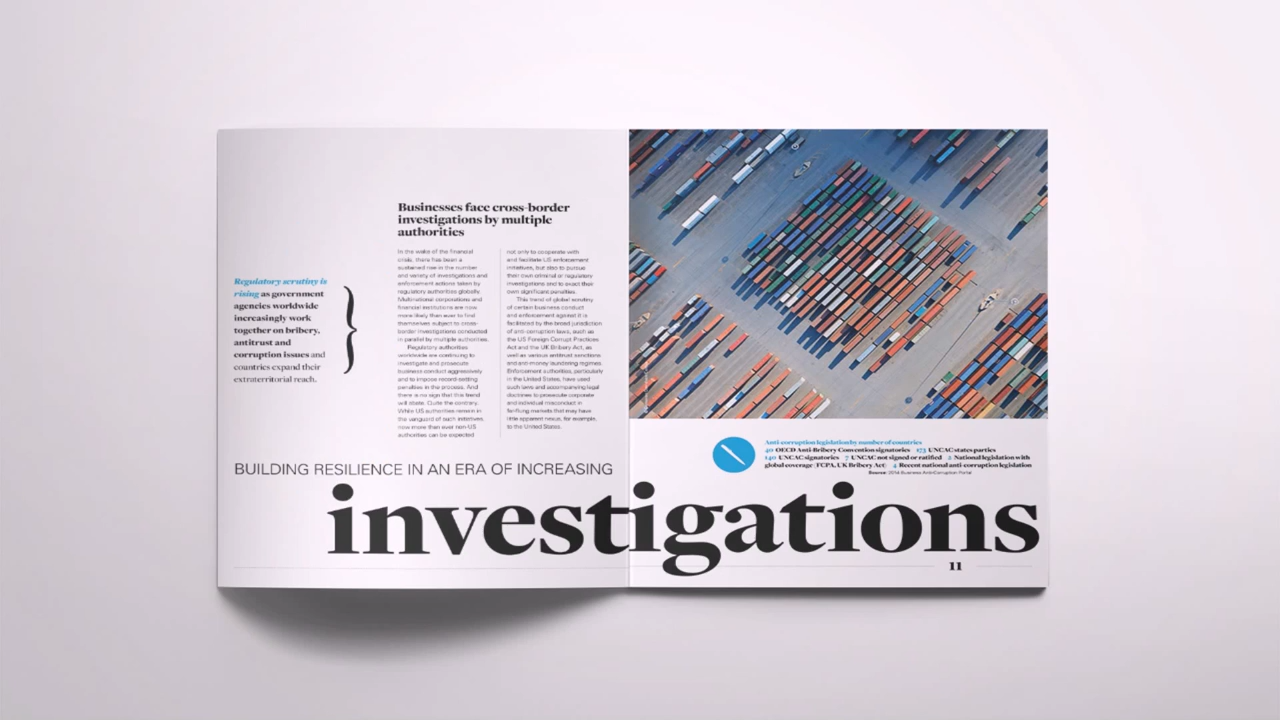 Regulatory scrutiny is
rising as government
agencies worldwide
increasingly work
together on bribery,
antitrust and
corruption issues and
countries expand their
extraterritorial reach.
Businesses face cross-border
investigations by multiple
authorities
In the wake of the financial
crisis, there has been a
sustained rise in the number
and variety of investigations and
enforcement actions taken by
regulatory authorities globally.
Multinational corporations and
financial institutions are now
more likely than ever to find
themselves subject to cross-
border investigations conducted
in parallel by multiple authorities.
Regulatory authorities
worldwide are continuing to
investigate and prosecute
business conduct aggressively
and to impose record-setting
penalties in the process. And
there is no sign that this trend
will abate. Quite the contrary.
While US authorities remain in
the vanguard of such initiatives,
now more than ever non-US
authorities can be expected
not only to cooperate with
and facilitate US enforcement
initiatives, but also to pursue
their own criminal or regulatory
investigations and to exact their
own significant penalties.
This trend of global scrutiny
of certain business conduct
and enforcement against it is
facilitated by the broad jurisdiction
of anti-corruption laws, such as
the US Foreign Corrupt Practices
Act and the UK Bribery Act, as
well as various antitrust sanctions
and anti-money laundering regimes.
Enforcement authorities, particularly
in the United States, have used
such laws and accompanying legal
doctrines to prosecute corporate
and individual misconduct in
far-flung markets that may have
little apparent nexus, for example,
to the United States.
Anti-corruption legislation by number of countries
40 OECD Anti-Bribery Convention signatories 173 UNCAC states parties
140 UNCAC signatories 7 UNCAC not signed or ratified 2 National legislation with
global coverage (FCPA, UK Bribery Act) 4 Recent national anti-corruption legislation
Source: 2014 Business Anti-Corruption Portal
BUILDING RESILIENCE IN AN ERA OF INCREASING
investigations
11